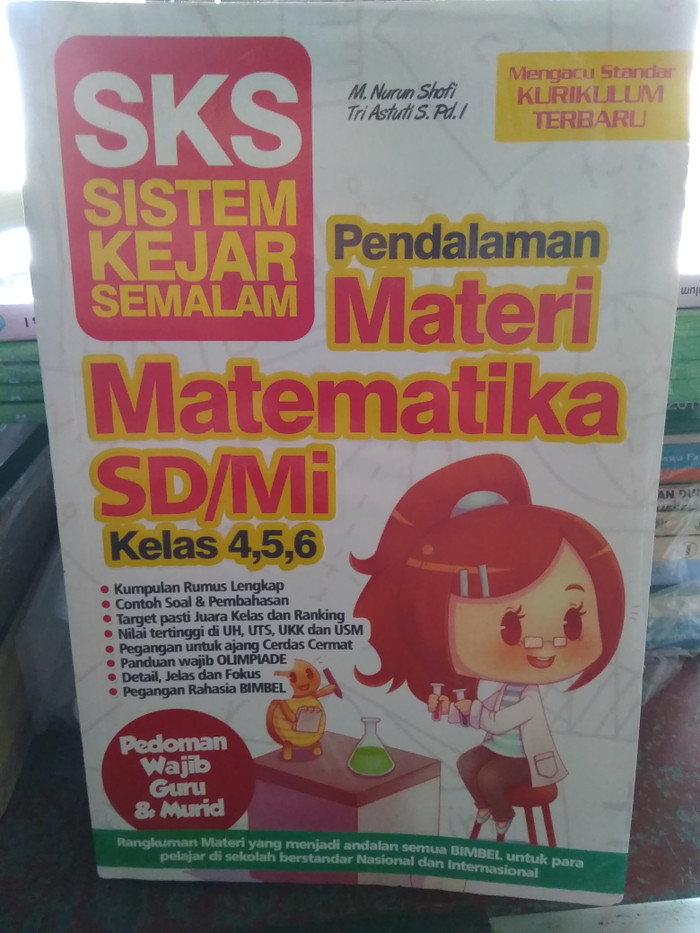 SKS
SISTEM
KEJAR
SEMALAM
M. Nurun Shofi
Tri Astuti S. Pd. I
Mengacu Standar
KURIKULUM
TERBARU
Pendalaman
Materi
Matematika
SD/Mi
Kelas 4,5,6
• Kumpulan Rumus Lengkap
• Contoh Soal & Pembahasan
• Target pasti Juara Kelas dan Ranking
• Nilai tertinggi di UH, UTS, UKK dan USM
• Pegangan untuk ajang Cerdas Cermat
• Panduan wajib OLIMPIADE
• Detail, Jelas dan Fokus
• Pegangan Rahasia BIMBEL
Pedoman
Wajib
Guru
& Murid
Rangkuman Materi yang menjadi andalan semua BIMBEL untuk para
pelajar di sekolah berstandar Nasional dan Internasional